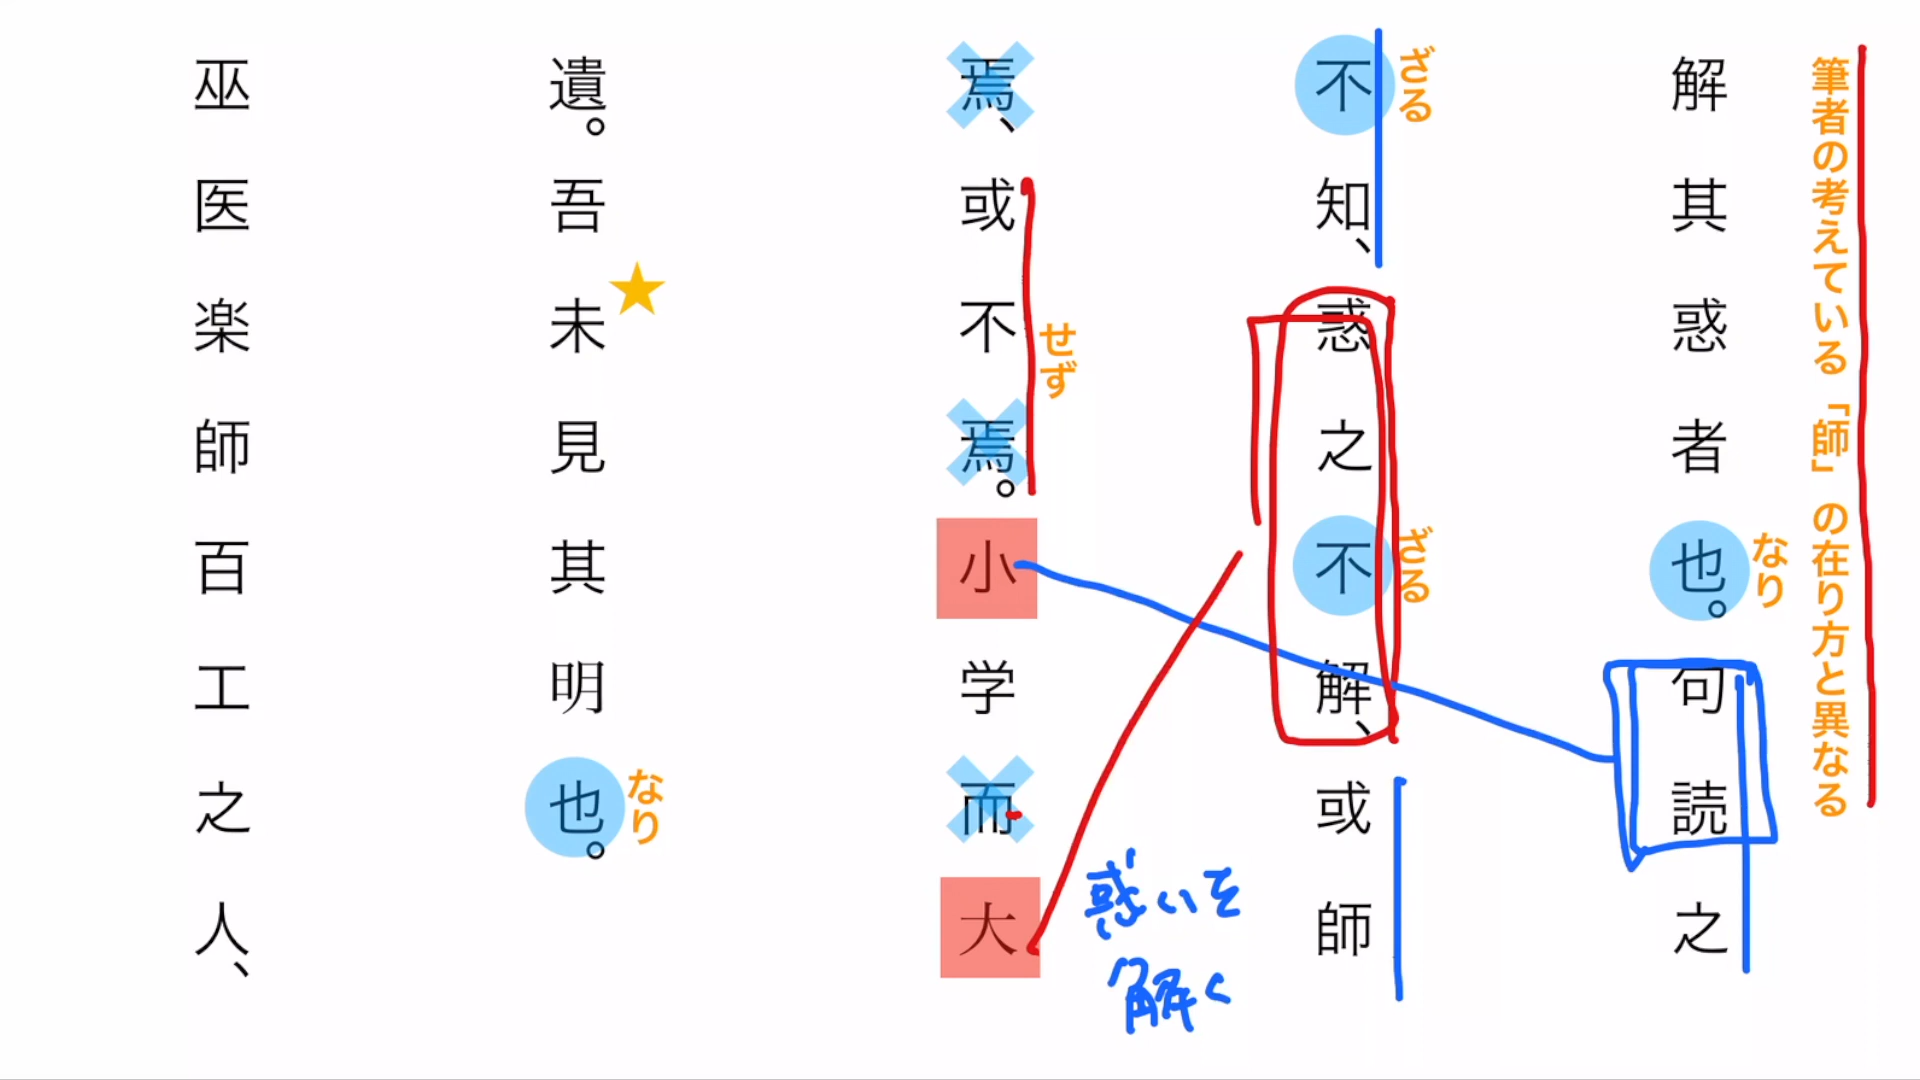 筆者の考えている「師」の在り方と異なる
解其惑者也。句読之
なり
不知、惑之不解、或師
ざる
ざる
焉、或不焉。小学而大
せず
惑いを
解く
遺。吾未見其明也。
★
なり
巫医楽師百工之人、